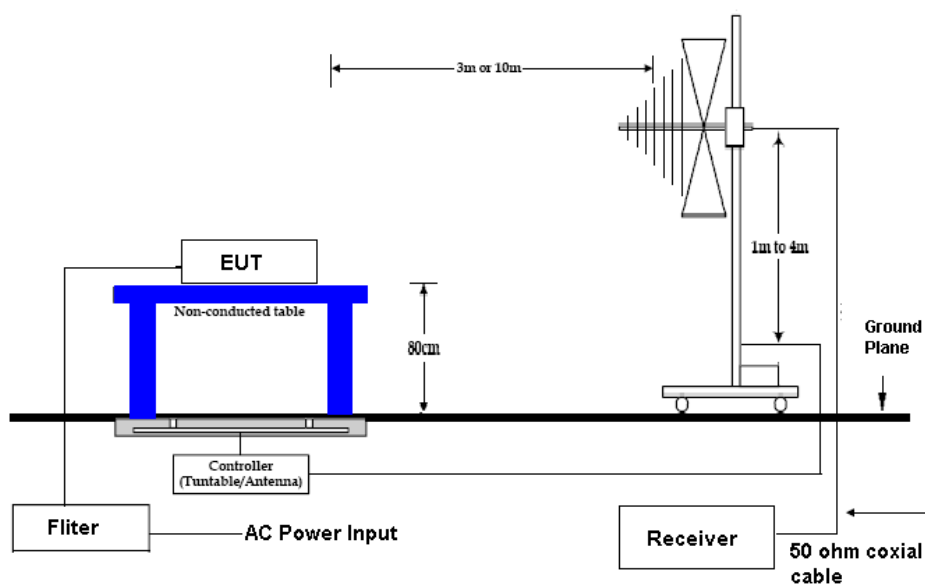 3m or 10m
1m to 4m
EUT
Non-conducted table
80cm
Ground
Plane
Controller
(Tuntable/Antenna)
Fliter
AC Power Input
Receiver
50 ohm coxial
cable